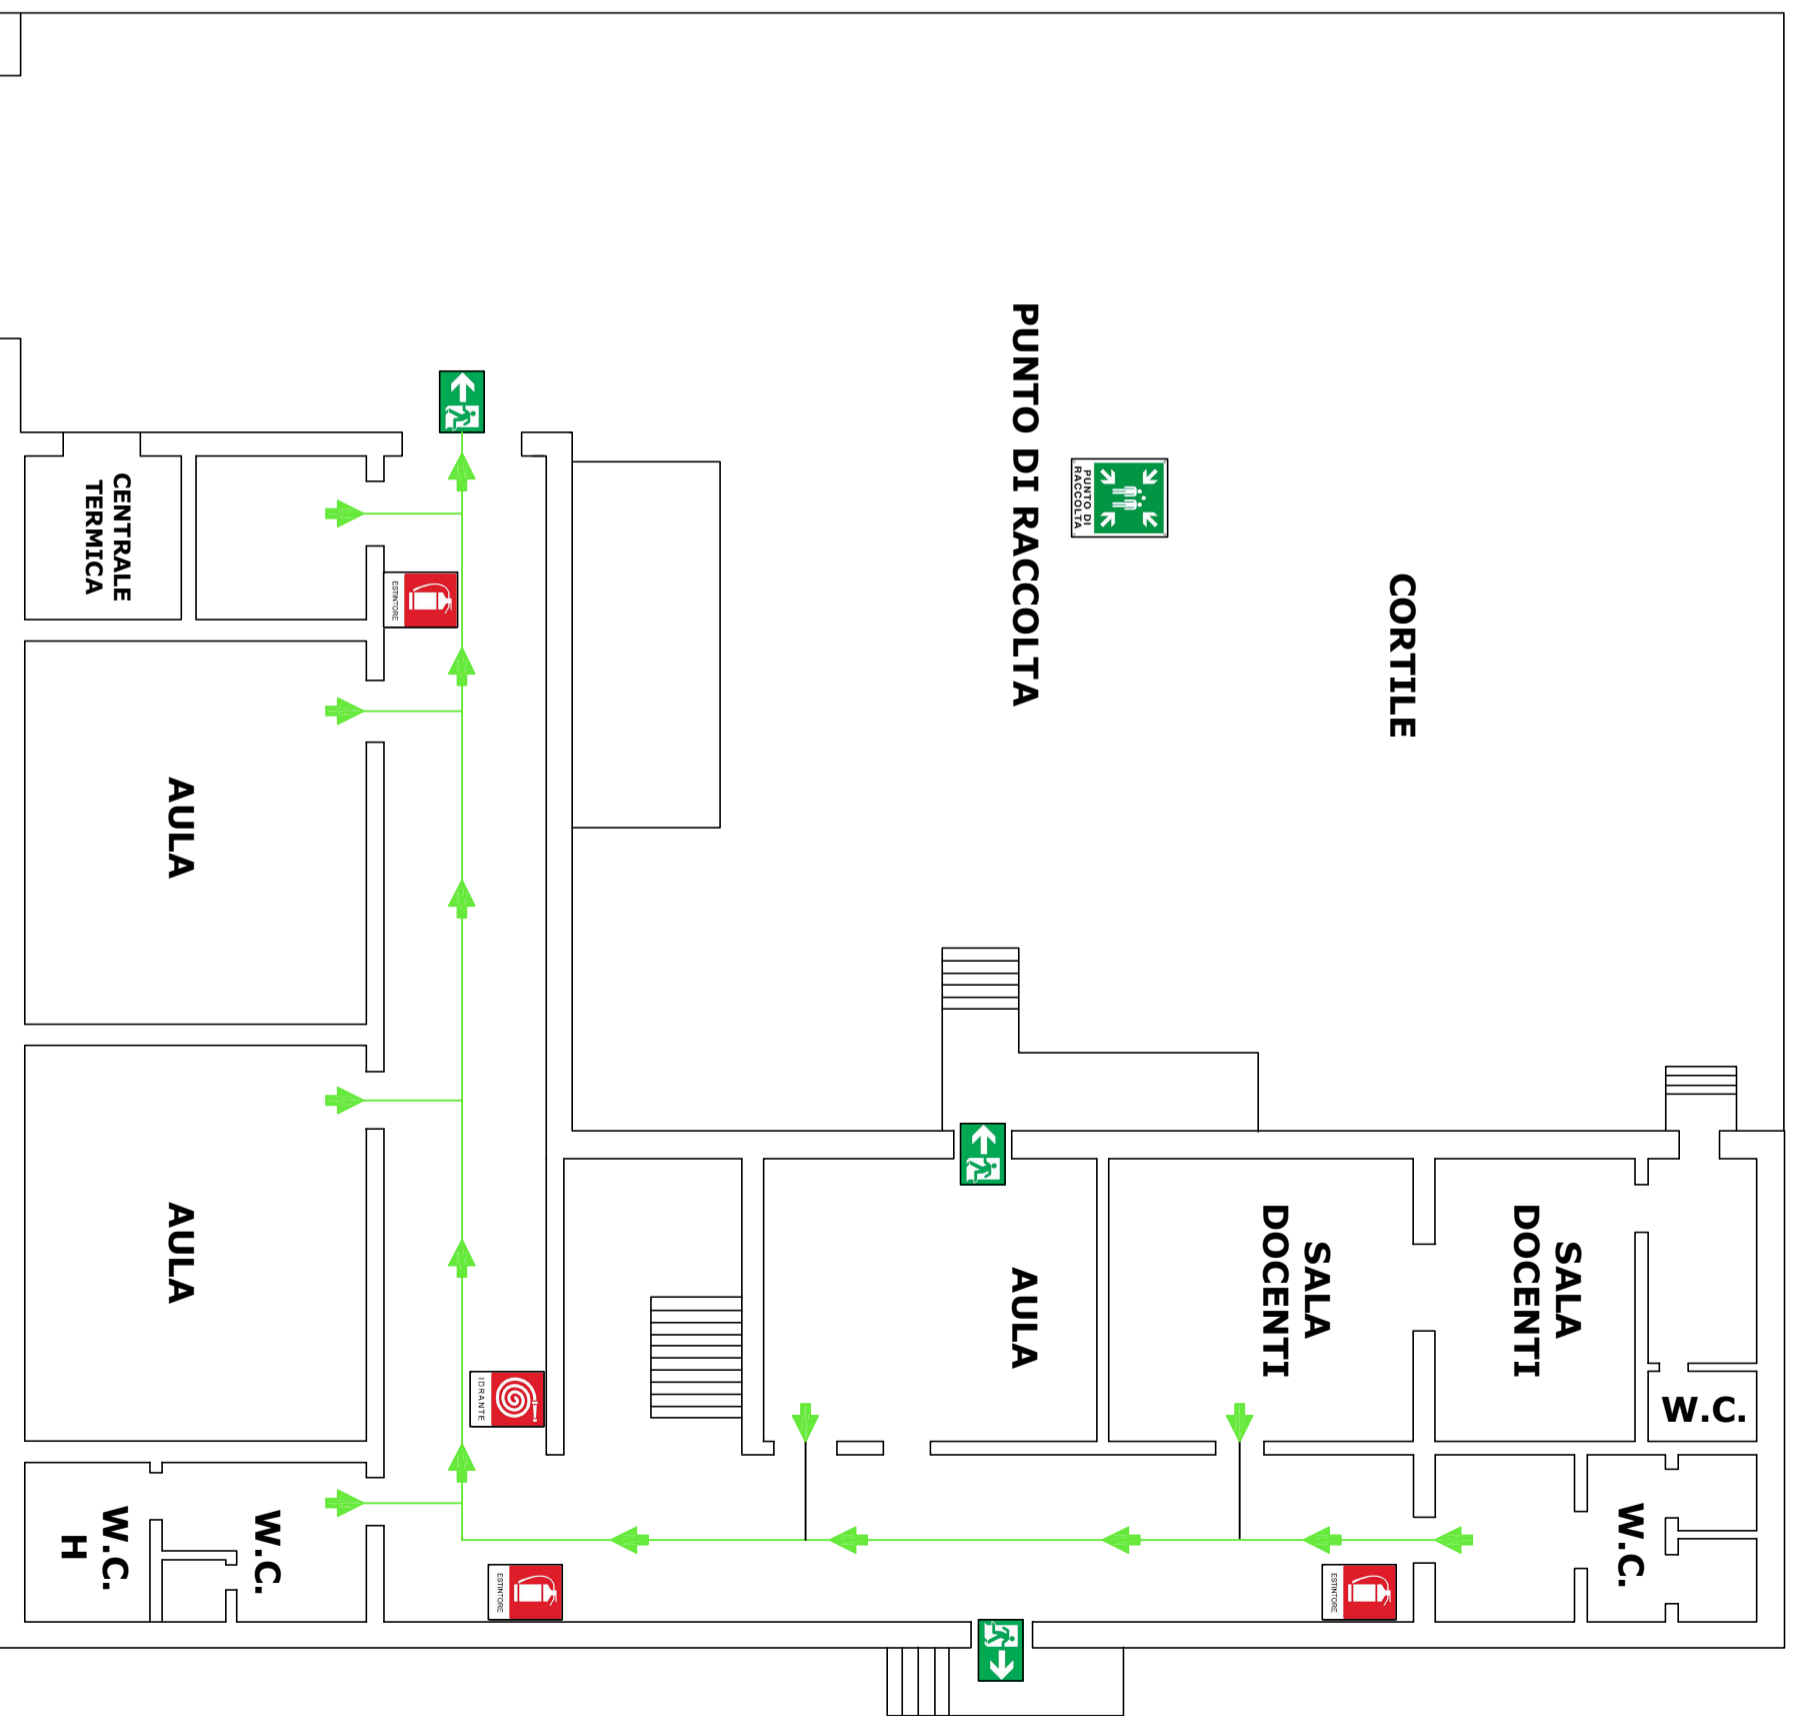 PUNTO DI RACCOLTA
PUNTO DI
RACCOLTA
CORTILE
CENTRALE
TERMICA
ESTINTORE
AULA
AULA
IDRANTE
AULA
SALA
DOCENTI
SALA
DOCENTI
W.C.
W.C.
H
W.C.
ESTINTORE
ESTINTORE
W.C.